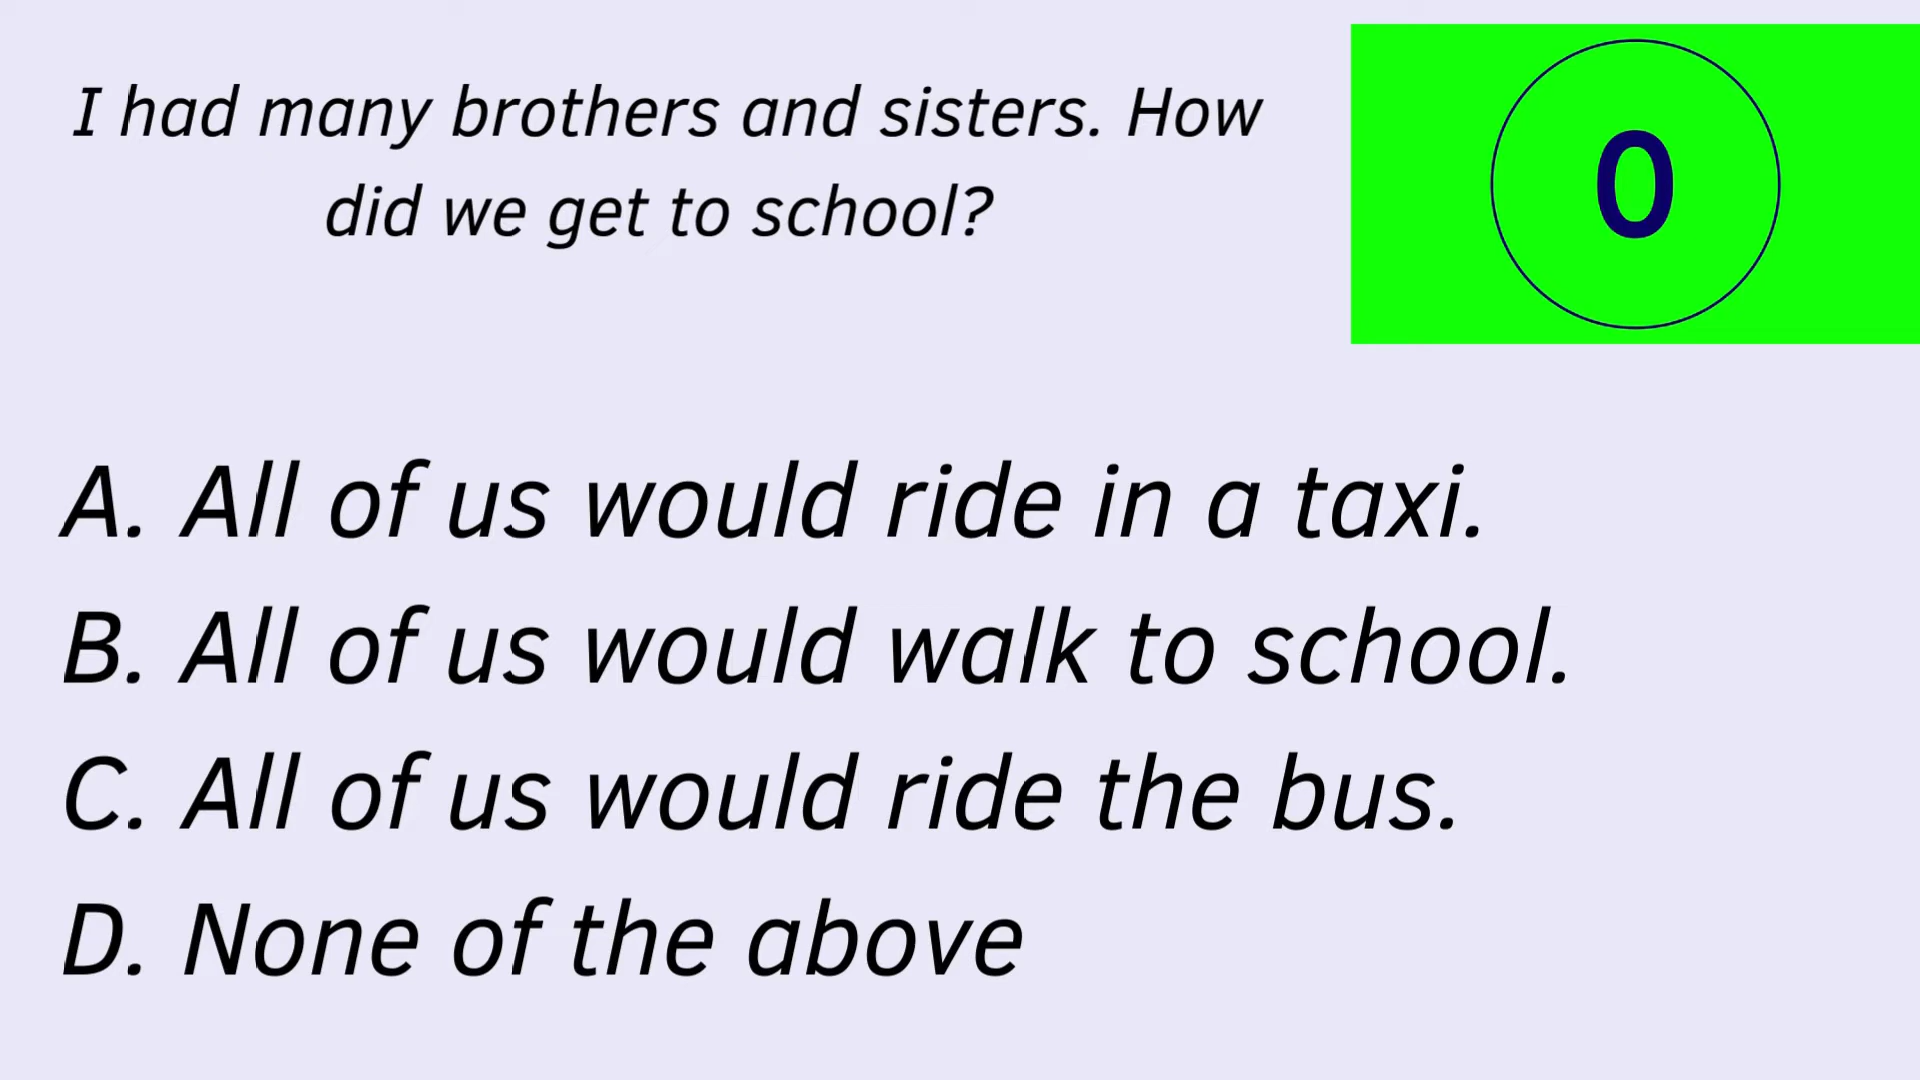 I had many brothers and sisters. How
did we get to school?
0
A. All of us would ride in a taxi.
B. All of us would walk to school.
C. All of us would ride the bus.
D. None of the above